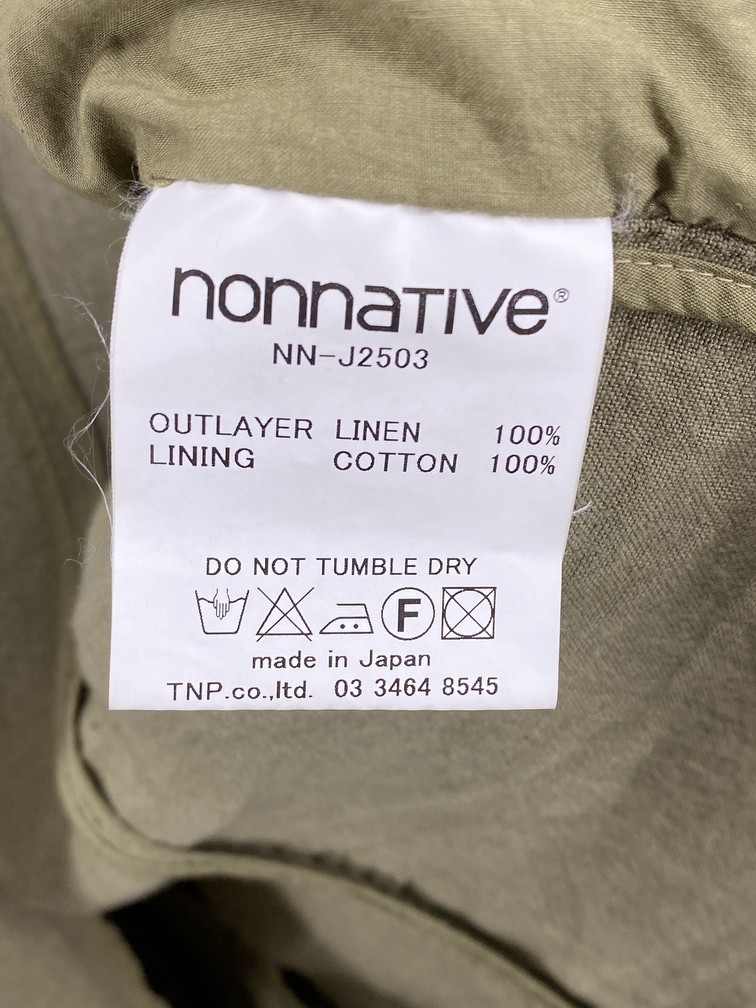 nonnative®
NN-J2503
OUTLAYER LINEN 100%
LINING COTTON 100%
DO NOT TUMBLE DRY
F
made in Japan
TNP.co.,ltd. 03 3464 8545